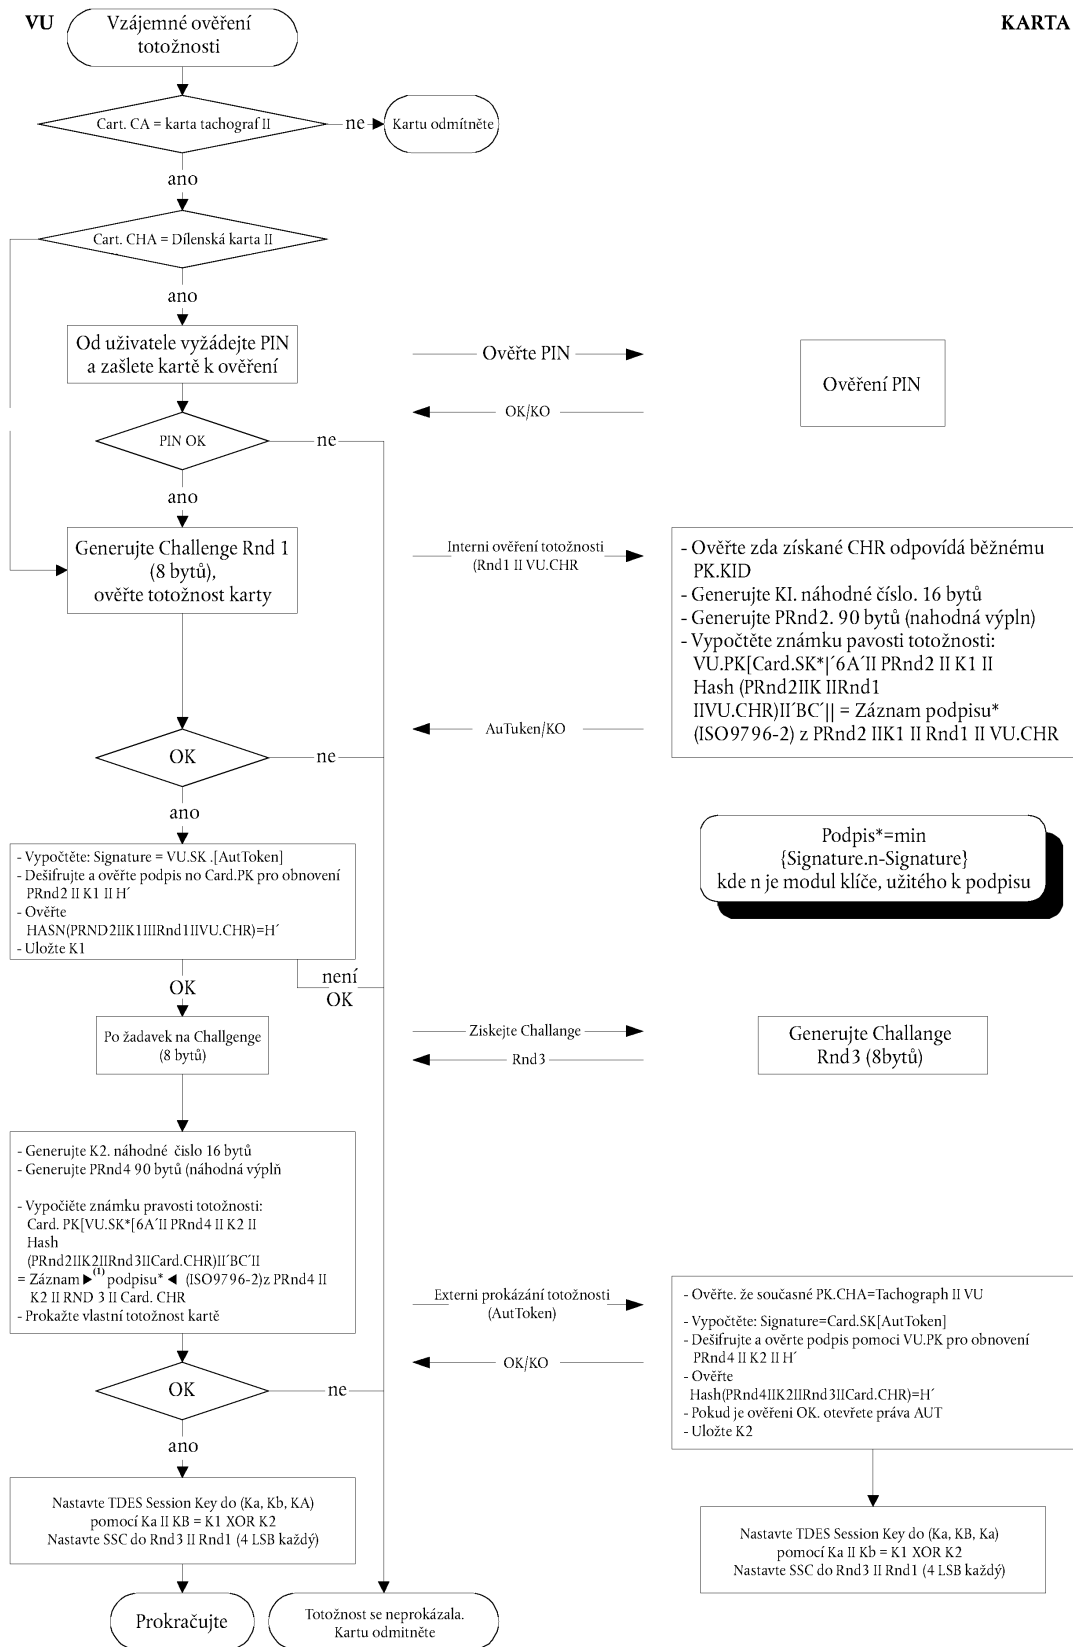 VU
Vzájemné ověření
totožnosti
KARTA
Cart. CA = karta tachograf II
ne
Kartu odmítněte
ano
Cart. CHA = Dílenská karta II
ano
Od uživatele vyžádejte PIN
a zašlete kartě k ověření
Ověřte PIN
Ověření PIN
OK/KO
PIN OK
ne
ano
Generujte Challenge Rnd 1
(8 bytů),
ověřte totožnost karty
Interni ověření totožnosti
(Rnd1 II VU.CHR
- Ověřte zda získané CHR odpovídá běžnému
PK.KID
- Generujte KI. náhodné číslo. 16 bytů
- Generujte PRnd2. 90 bytů (nahodná výpln)
- Vypočtěte známku pavosti totožnosti:
VU.PK[Card.SK*|´6A´II PRnd2 II K1 II
Hash (PRnd2IIK IIRnd1
IIVU.CHR)II´BC´|| = Záznam podpisu*
(ISO9796-2) z PRnd2 IIK1 II Rnd1 II VU.CHR
AuTuken/KO
OK
ne
ano
- Vypočtěte: Signature = VU.SK .[AutToken]
- Dešifrujte a ověřte podpis no Card.PK pro obnovení
PRnd2 II K1 II H´
- Ověřte
HASN(PRND2IIK1IIIRnd1IIVU.CHR)=H´
- Uložte K1
Podpis*=min
{Signature.n-Signature}
kde n je modul klíče, užitého k podpisu
OK
není
OK
Po žadavek na Challgenge
(8 bytů)
Ziskejte Challange
Rnd3
Generujte Challange
Rnd3 (8bytů)
- Generujte K2. náhodné čislo 16 bytů
- Generujte PRnd4 90 bytů (náhodná výplň
- Vypočiěte známku pravosti totožnosti:
Card. PK[VU.SK*[6A´II PRnd4 II K2 II
Hash
(PRnd2IIK2IIRnd3IICard.CHR)II´BC´II
= Záznam ►(1) podpisu* ◄ (ISO9796-2)z PRnd4 II
K2 II RND 3 II Card. CHR
- Prokažte vlastní totožnost kartě
Externi prokázání totožnosti
(AutToken)
- Ověřte. že současné PK.CHA=Tachograph II VU
- Vypočtěte: Signature=Card.SK[AutToken]
- Dešifrujte a ověrte podpis pomoci VU.PK pro obnovení
PRnd4 II K2 II H´
- Ověřte
Hash(PRnd4IIK2IIRnd3IICard.CHR)=H´
- Pokud je ověřeni OK. otevřete práva AUT
- Uložte K2
OK/KO
OK
ne
ano
Nastavte TDES Session Key do (Ka, Kb, KA)
pomocí Ka II KB = K1 XOR K2
Nastavte SSC do Rnd3 II Rnd1 (4 LSB každý)
Nastavte TDES Session Key do (Ka, KB, Ka)
pomocí Ka II Kb = K1 XOR K2
Nastavte SSC do Rnd3 II Rnd1 (4 LSB každý)
Prokračujte
Totožnost se neprokázala.
Kartu odmitněte